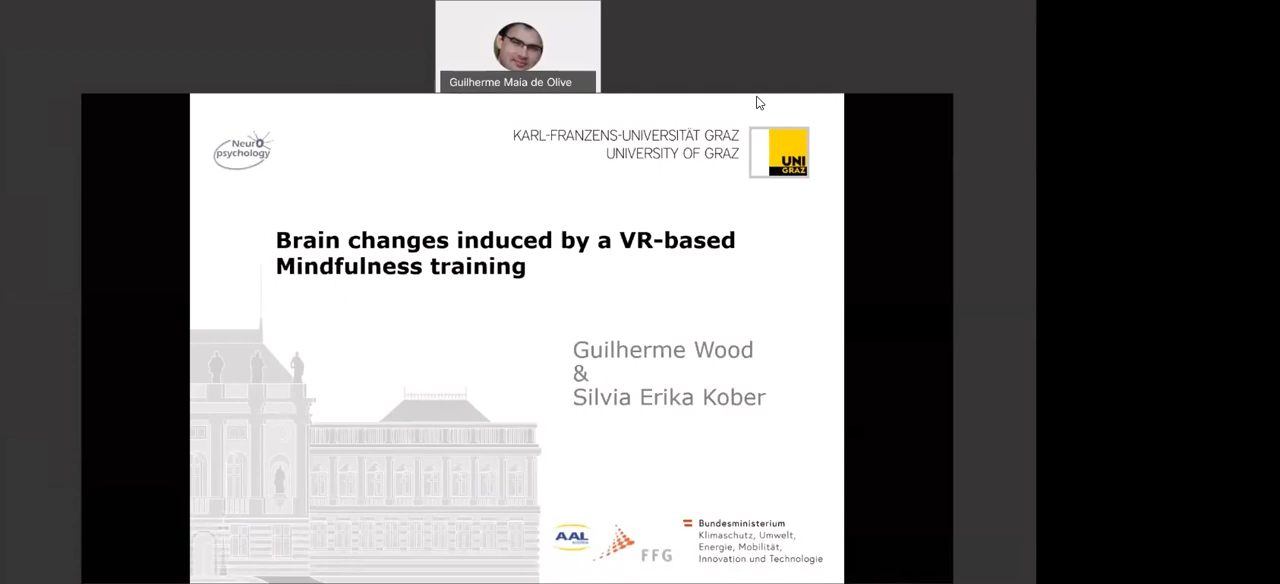 Guilherme Maia de Olive
Neuro
psychology
KARL-FRANZENS-UNIVERSITÄT GRAZ
UNIVERSITY OF GRAZ
UNI
GRAZ
Brain changes induced by a VR-based
Mindfulness training
Guilherme Wood
&
Silvia Erika Kober
AAL
FFG
Bundesministerium
Klimaschutz, Umwelt,
Energie, Mobilität,
Innovation und Technologie